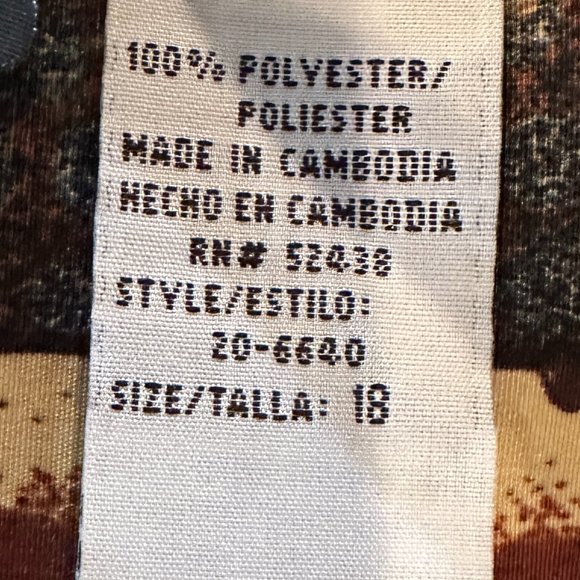 100% POLYESTER/
POLIESTER
MADE IN CAMBODIA
HECHO EN CAMBODIA
RN# 52438
STYLE/ESTILO:
20-6640
SIZE/TALLA: 18